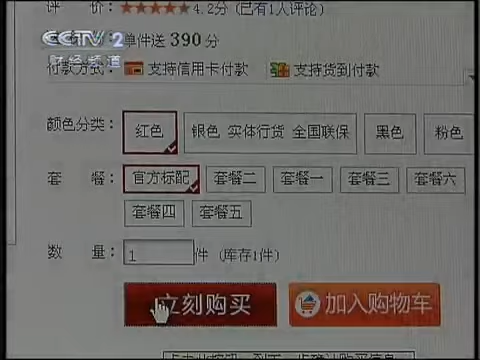 评 价： 4.2分 (已有1人评论)
CCTV 2
单件送 390 分
财经频道
付款方式： 支持信用卡付款 支持货到付款
颜色分类： 红色 银色 实体行货 全国联保 黑色 粉色
套 餐： 官方标配 套餐二 套餐一 套餐三 套餐六
套餐四 套餐五
数 量： 1 件 (库存1件)
立刻购买 加入购物车